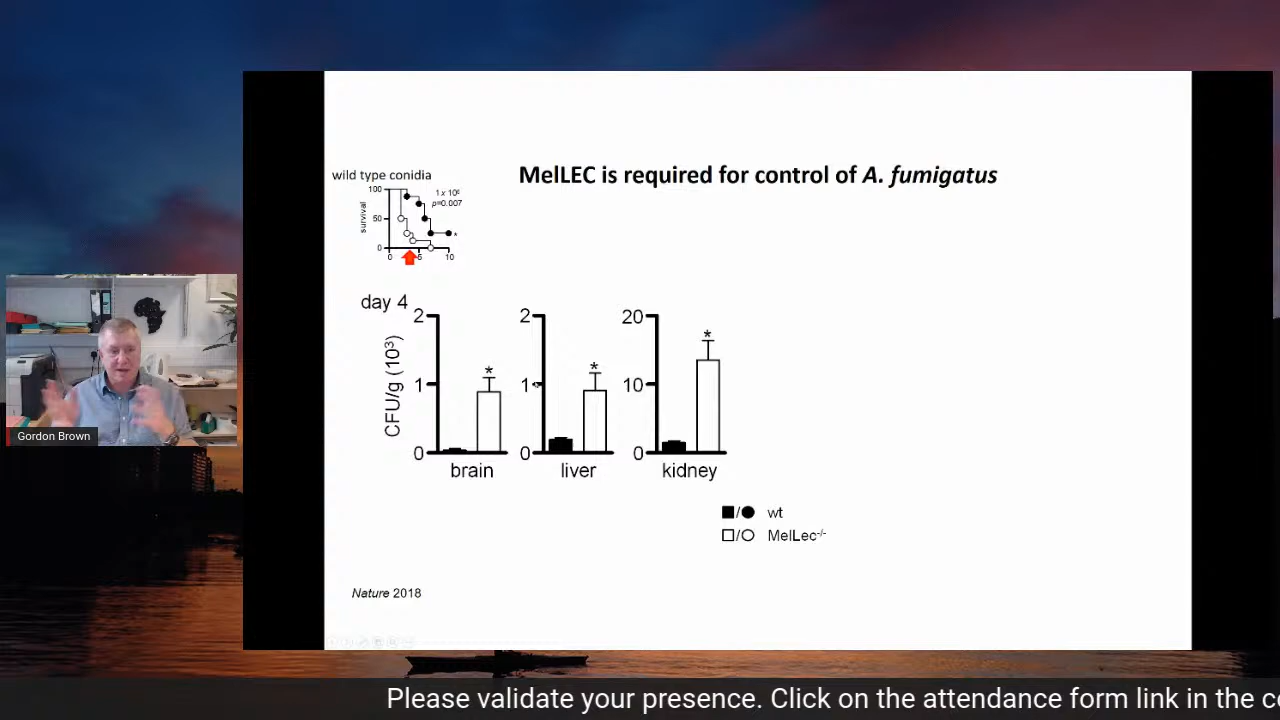 MelLEC is required for control of A. fumigatus
wild type conidia
100
50
0
survival
1 x 10⁶
p=0.007
*
0
5
10
day 4
CFU/g (10³)
2
1
0
*
brain
2
1
0
*
liver
20
10
0
*
kidney
wt
MelLec-/-
Nature 2018
Gordon Brown
Please validate your presence. Click on the attendance form link in the c